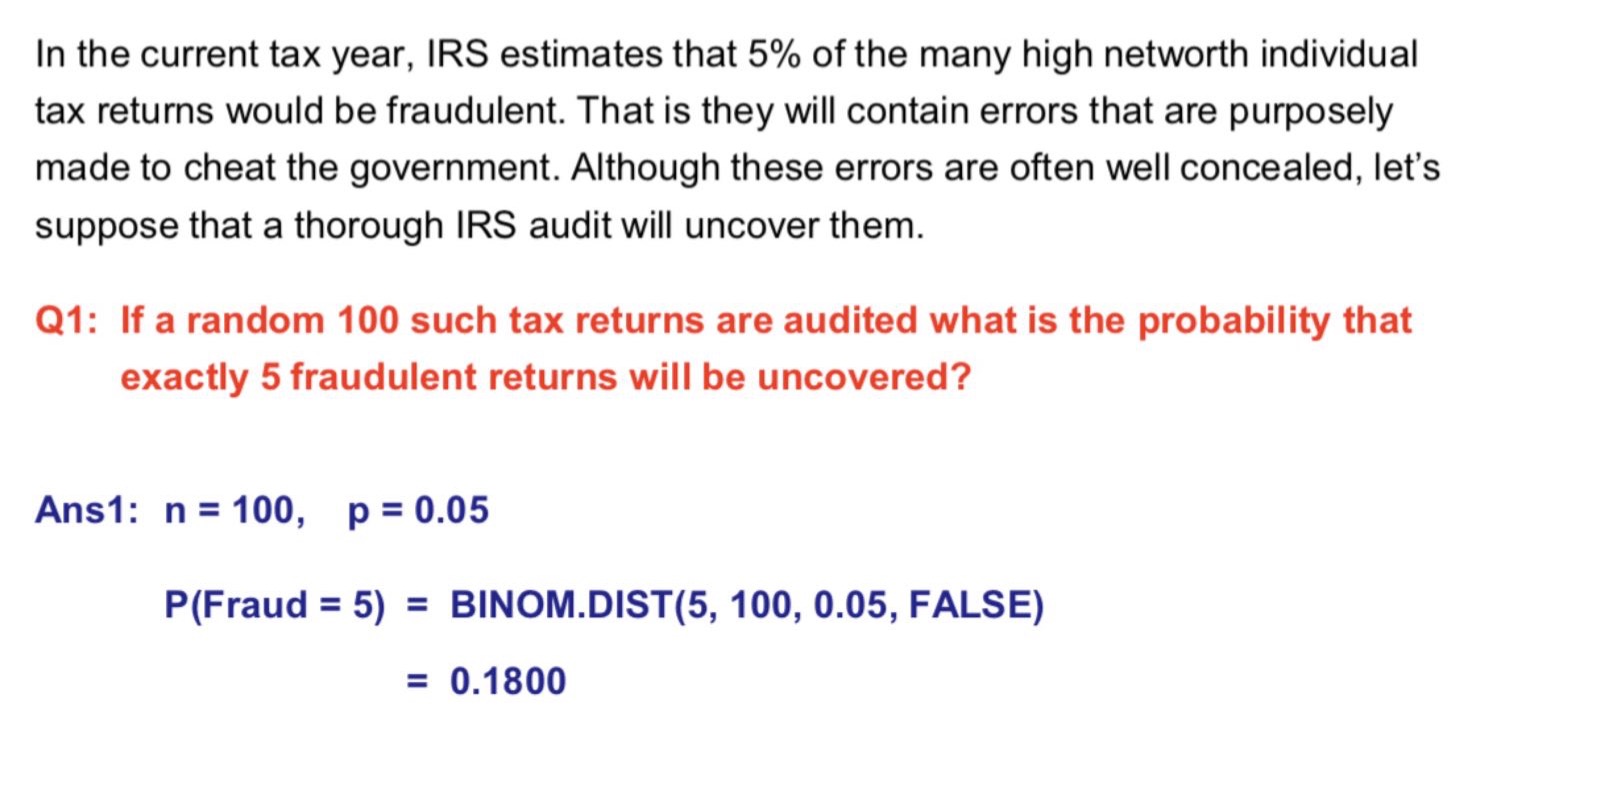 In the current tax year, IRS estimates that 5% of the many high networth individual
tax returns would be fraudulent. That is they will contain errors that are purposely
made to cheat the government. Although these errors are often well concealed, let’s
suppose that a thorough IRS audit will uncover them.
Q1: If a random 100 such tax returns are audited what is the probability that
exactly 5 fraudulent returns will be uncovered?
Ans1: n = 100, p = 0.05
P(Fraud = 5) = BINOM.DIST(5, 100, 0.05, FALSE)
= 0.1800